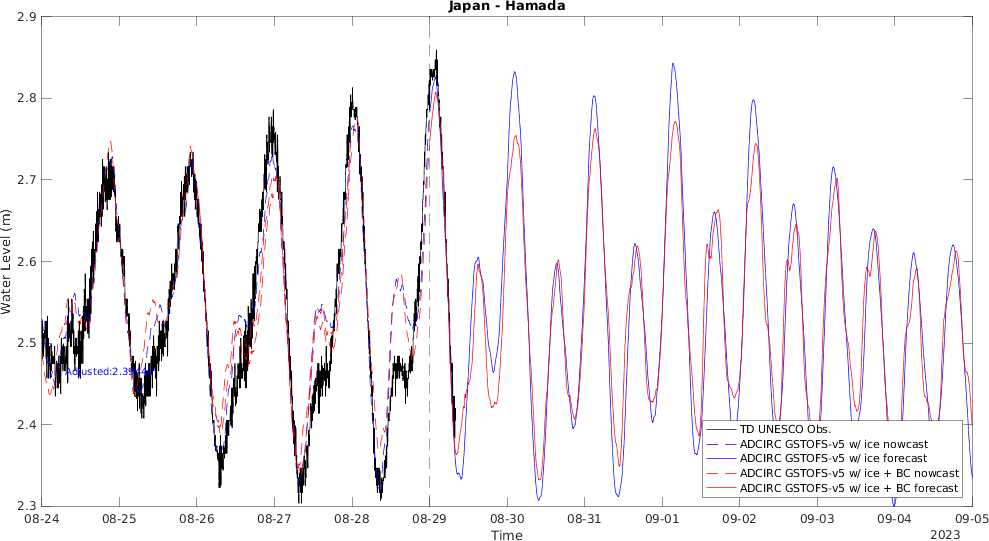 Japan - Hamada
2.9
2.8
2.7
2.6
2.5
2.4
2.3
Water Level (m)
TD UNESCO Obs.
ADCIRC GSTOFS-v5 w/ ice nowcast
ADCIRC GSTOFS-v5 w/ ice forecast
ADCIRC GSTOFS-v5 w/ ice + BC nowcast
ADCIRC GSTOFS-v5 w/ ice + BC forecast
08-24 08-25 08-26 08-27 08-28 08-29 08-30 08-31 09-01 09-02 09-03 09-04 09-05
Time
2023